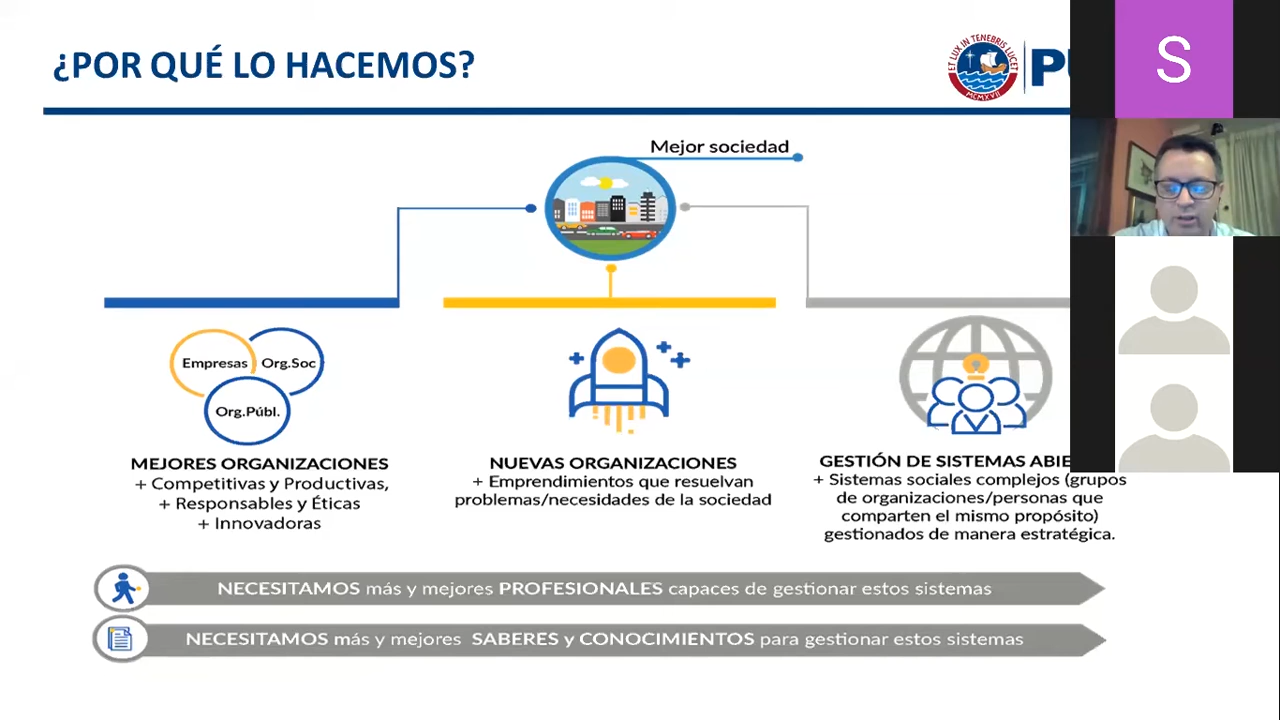 ¿POR QUÉ LO HACEMOS?
ET LUX IN TENEBRIS LUCET
MCMXVII
S
Mejor sociedad
Empresas
Org.Soc
Org.Públ.
MEJORES ORGANIZACIONES
+ Competitivas y Productivas,
+ Responsables y Éticas
+ Innovadoras
NUEVAS ORGANIZACIONES
+ Emprendimientos que resuelvan
problemas/necesidades de la sociedad
GESTIÓN DE SISTEMAS
+ Sistemas sociales complejos (grupos
de organizaciones/personas que
comparten el mismo propósito)
gestionados de manera estratégica.
NECESITAMOS más y mejores PROFESIONALES capaces de gestionar estos sistemas
NECESITAMOS más y mejores SABERES y CONOCIMIENTOS para gestionar estos sistemas